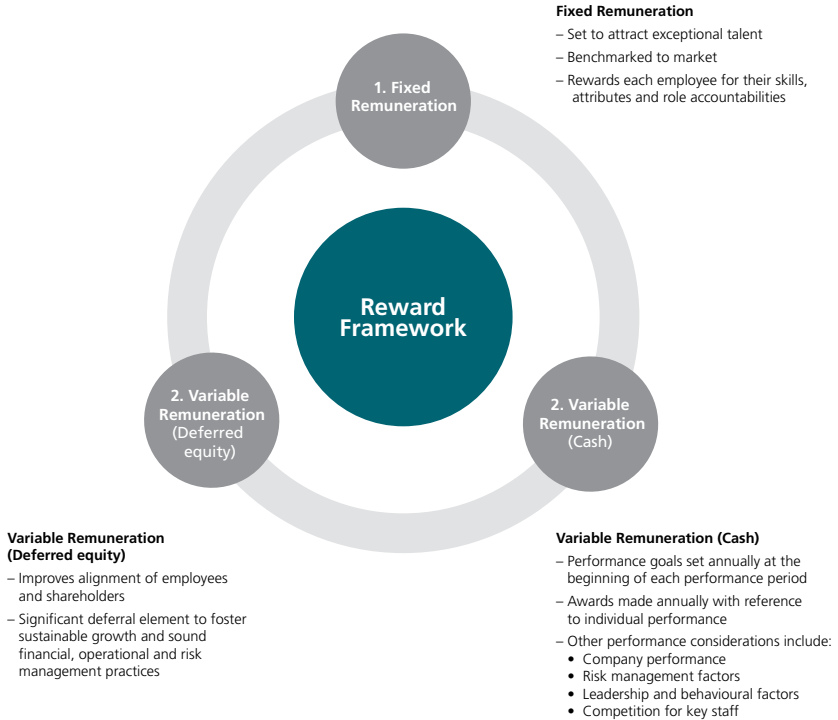 Fixed Remuneration
– Set to attract exceptional talent
– Benchmarked to market
– Rewards each employee for their skills,
attributes and role accountabilities
1. Fixed
Remuneration
Reward
Framework
2. Variable
Remuneration
(Deferred
equity)
2. Variable
Remuneration
(Cash)
Variable Remuneration
(Deferred equity)
– Improves alignment of employees
and shareholders
– Significant deferral element to foster
sustainable growth and sound
financial, operational and risk
management practices
Variable Remuneration (Cash)
– Performance goals set annually at the
beginning of each performance period
– Awards made annually with reference
to individual performance
– Other performance considerations include:
• Company performance
• Risk management factors
• Leadership and behavioural factors
• Competition for key staff